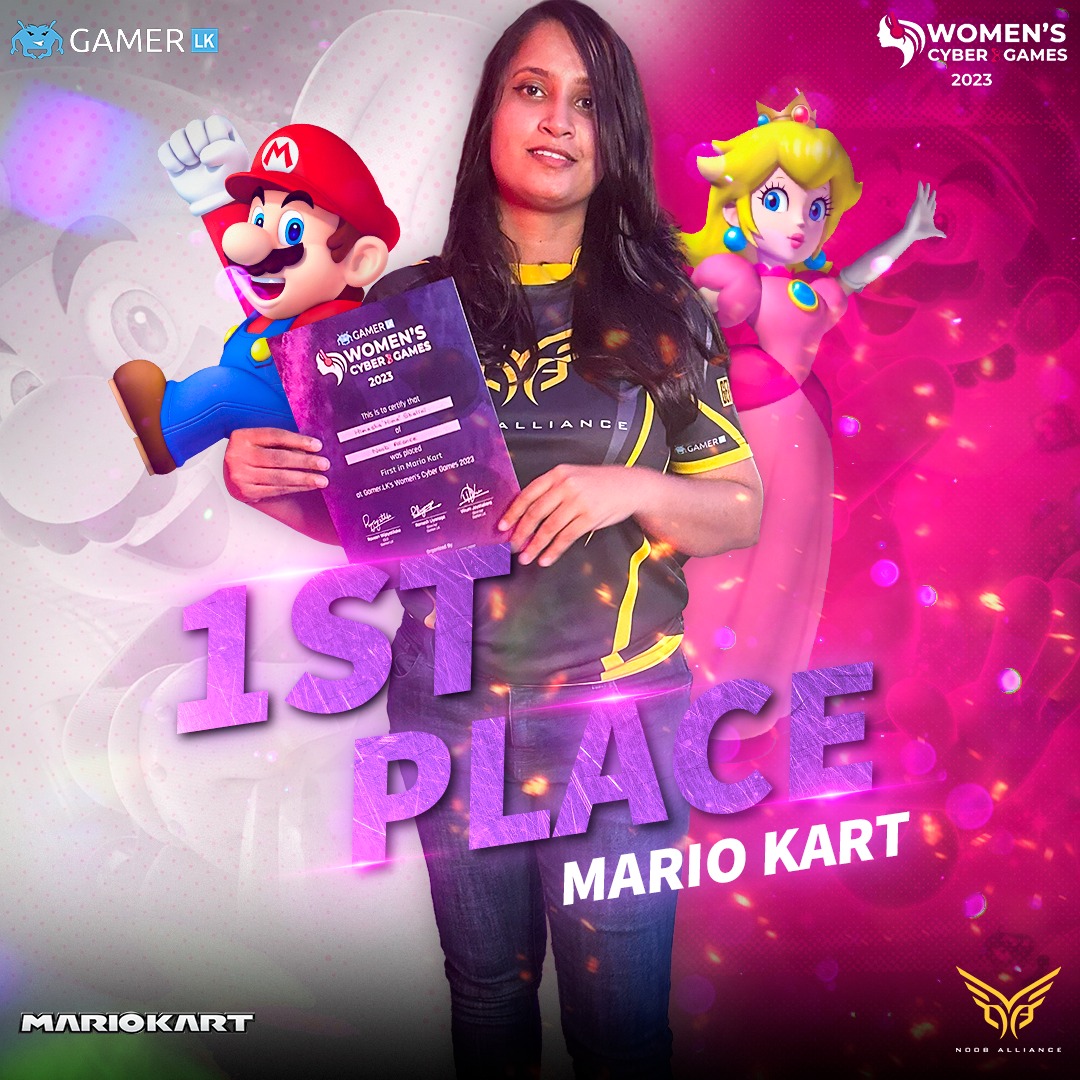 GAMER LK
WOMEN'S
CYBER GAMES
2023
M
GAMER
WOMEN'S
CYBER GAMES
2023
This is to certify that
of
was placed
First in Mario Kart
at Gamer.LK's Women's Cyber Games 2023
Organized By
ALLIANCE
GAMER
1ST
PLACE
MARIO KART
MARIOKART
NOOB ALLIANCE